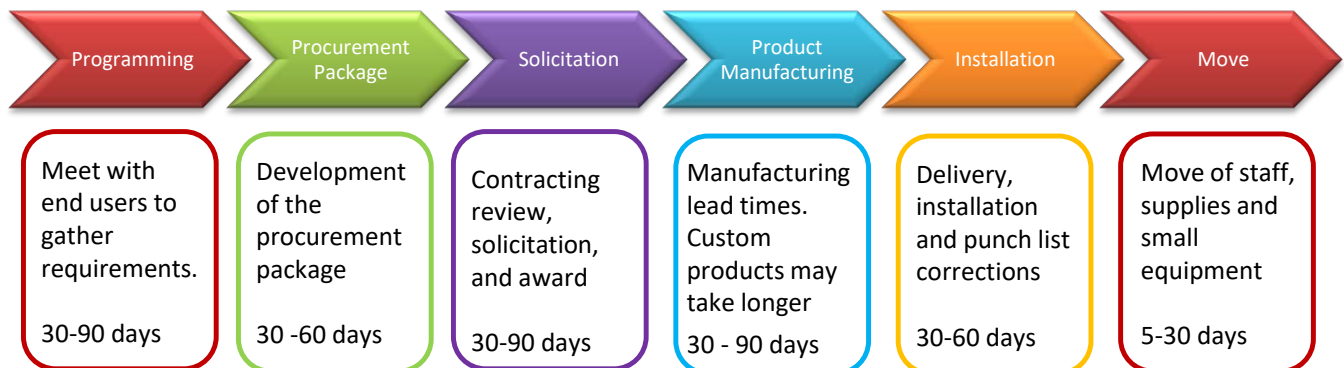 Programming
Procurement
Package
Solicitation
Product
Manufacturing
Installation
Move
Meet with
end users to
gather
requirements.
30-90 days
Development
of the
procurement
package
30 -60 days
Contracting
review,
solicitation,
and award
30-90 days
Manufacturing
lead times.
Custom
products may
take longer
30 - 90 days
Delivery,
installation
and punch list
corrections
30-60 days
Move of staff,
supplies and
small
equipment
5-30 days